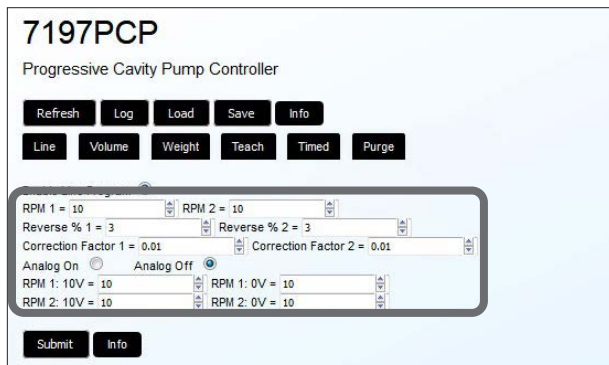 7197PCP
Progressive Cavity Pump Controller
Refresh Log Load Save Info
Line Volume Weight Teach Timed Purge
Enable Line Program
RPM 1 = 10 RPM 2 = 10
Reverse % 1 = 3 Reverse % 2 = 3
Correction Factor 1 = 0.01 Correction Factor 2 = 0.01
Analog On Analog Off
RPM 1: 10V = 10 RPM 1: 0V = 10
RPM 2: 10V = 10 RPM 2: 0V = 10
Submit Info